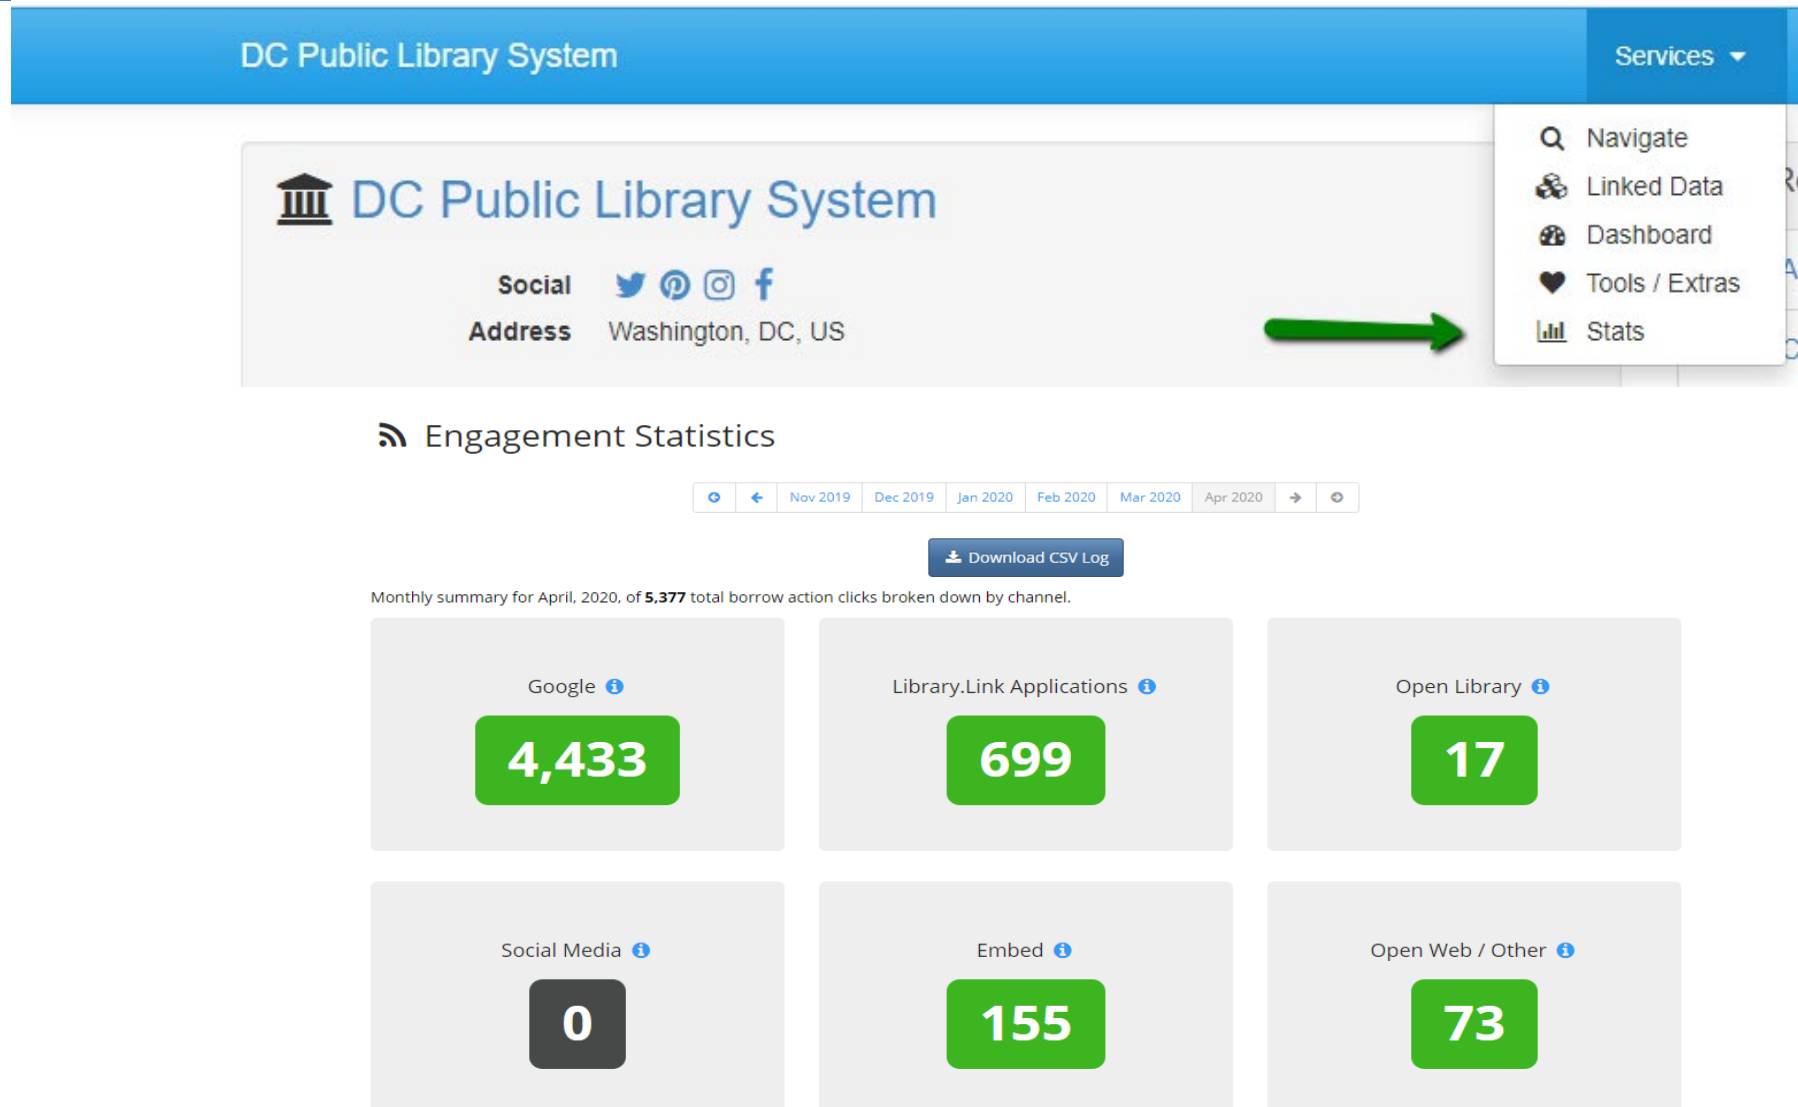 DC Public Library System
Services
Navigate
Linked Data
Dashboard
Tools / Extras
Stats
DC Public Library System
Social
Address Washington, DC, US
Engagement Statistics
Nov 2019 Dec 2019 Jan 2020 Feb 2020 Mar 2020 Apr 2020
Download CSV Log
Monthly summary for April, 2020, of 5,377 total borrow action clicks broken down by channel.
Google
4,433
Library.Link Applications
699
Open Library
17
Social Media
0
Embed
155
Open Web / Other
73